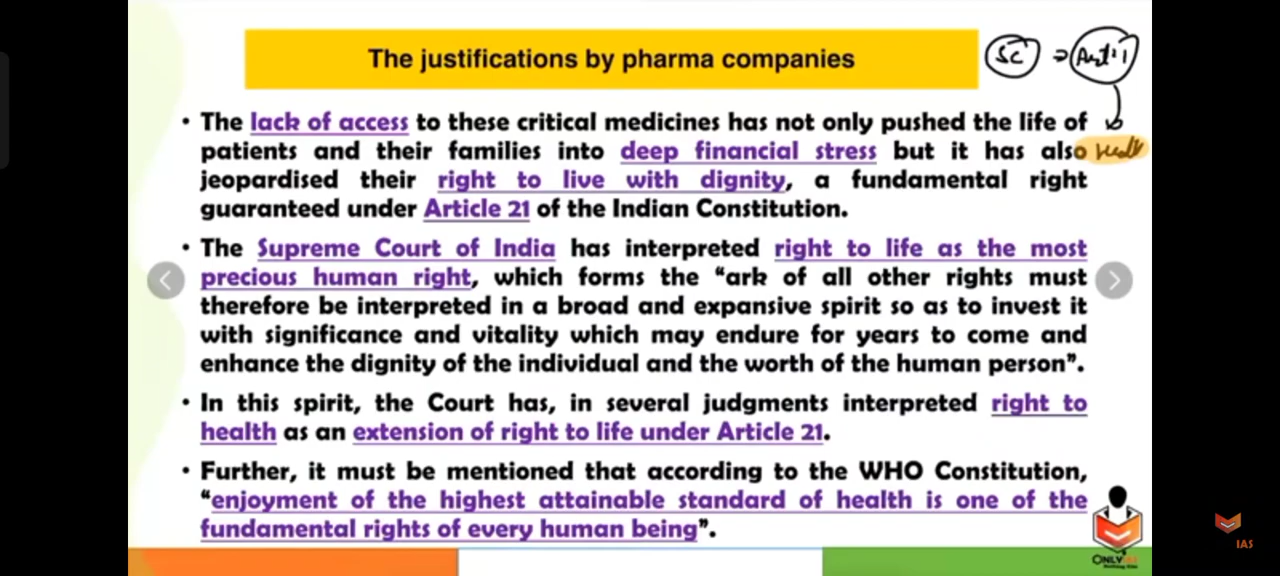 The justifications by pharma companies
SC
• The lack of access to these critical medicines has not only pushed the life of
patients and their families into deep financial stress but it has also
jeopardised their right to live with dignity, a fundamental right
guaranteed under Article 21 of the Indian Constitution.
• The Supreme Court of India has interpreted right to life as the most
precious human right, which forms the “ark of all other rights must
therefore be interpreted in a broad and expansive spirit so as to invest it
with significance and vitality which may endure for years to come and
enhance the dignity of the individual and the worth of the human person”.
• In this spirit, the Court has, in several judgments interpreted right to
health as an extension of right to life under Article 21.
• Further, it must be mentioned that according to the WHO Constitution,
“enjoyment of the highest attainable standard of health is one of the
fundamental rights of every human being”.
IAS